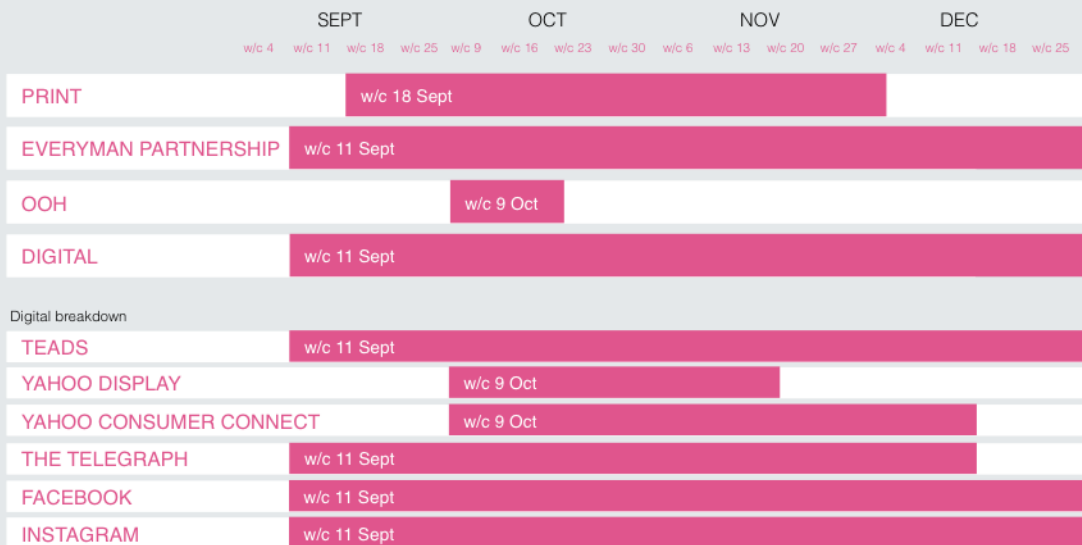 SEPT OCT NOV DEC
w/c 4 w/c 11 w/c 18 w/c 25 w/c 9 w/c 16 w/c 23 w/c 30 w/c 6 w/c 13 w/c 20 w/c 27 w/c 4 w/c 11 w/c 18 w/c 25
PRINT w/c 18 Sept
EVERYMAN PARTNERSHIP w/c 11 Sept
OOH w/c 9 Oct
DIGITAL w/c 11 Sept
Digital breakdown
TEADS w/c 11 Sept
YAHOO DISPLAY w/c 9 Oct
YAHOO CONSUMER CONNECT w/c 9 Oct
THE TELEGRAPH w/c 11 Sept
FACEBOOK w/c 11 Sept
INSTAGRAM w/c 11 Sept